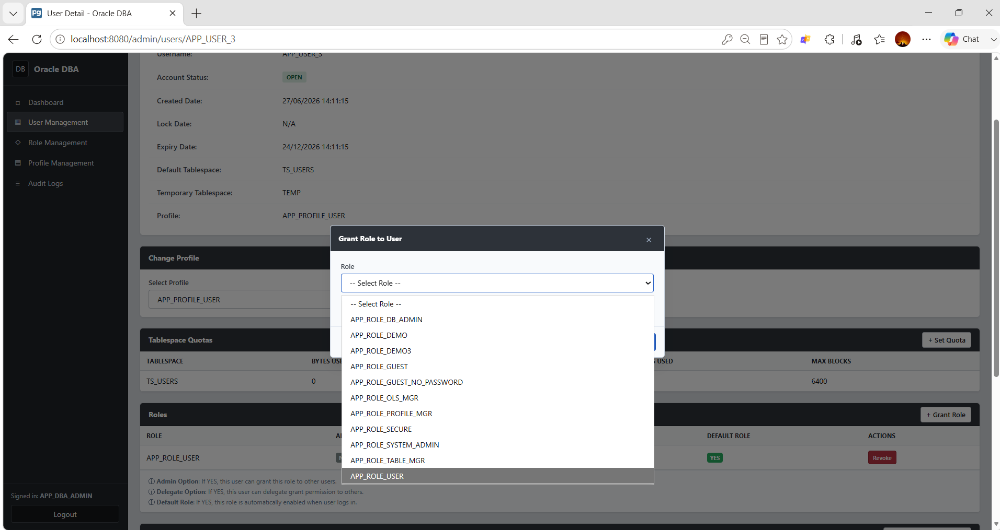 User Detail - Oracle DBA
localhost:8080/admin/users/APP_USER_3
Chat
DB Oracle DBA
Dashboard
User Management
Role Management
Profile Management
Audit Logs
Signed in: APP_DBA_ADMIN
Logout
Username: APP_USER_3
Account Status: OPEN
Created Date: 27/06/2026 14:11:15
Lock Date: N/A
Expiry Date: 24/12/2026 14:11:15
Default Tablespace: TS_USERS
Temporary Tablespace: TEMP
Profile: APP_PROFILE_USER
Change Profile
Select Profile
APP_PROFILE_USER
Tablespace Quotas + Set Quota
TABLESPACE BYTES USED MAX BLOCKS
TS_USERS 0 6400
Roles + Grant Role
ROLE DEFAULT ROLE ACTIONS
APP_ROLE_USER YES Revoke
Admin Option: If YES, this user can grant this role to other users.
Delegate Option: If YES, this user can delegate grant permission to others.
Default Role: If YES, this role is automatically enabled when user logs in.
Grant Role to User ×
Role
-- Select Role --
-- Select Role --
APP_ROLE_DB_ADMIN
APP_ROLE_DEMO
APP_ROLE_DEMO3
APP_ROLE_GUEST
APP_ROLE_GUEST_NO_PASSWORD
APP_ROLE_OLS_MGR
APP_ROLE_PROFILE_MGR
APP_ROLE_SECURE
APP_ROLE_SYSTEM_ADMIN
APP_ROLE_TABLE_MGR
APP_ROLE_USER